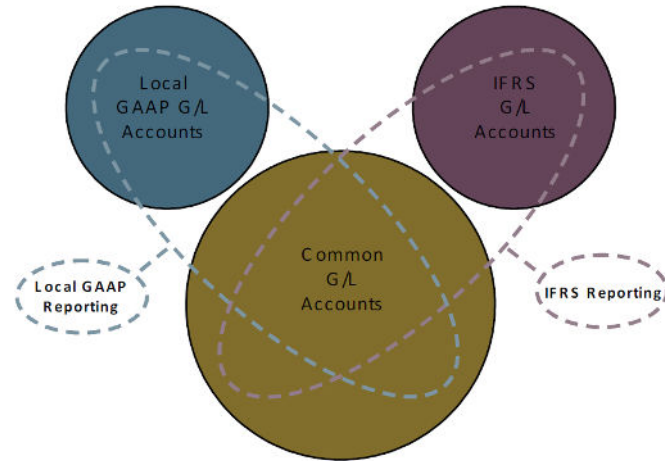 Local
GAAP G/L
Accounts
IFRS
G/L
Accounts
Common
G/L
Accounts
Local GAAP
Reporting
IFRS Reporting